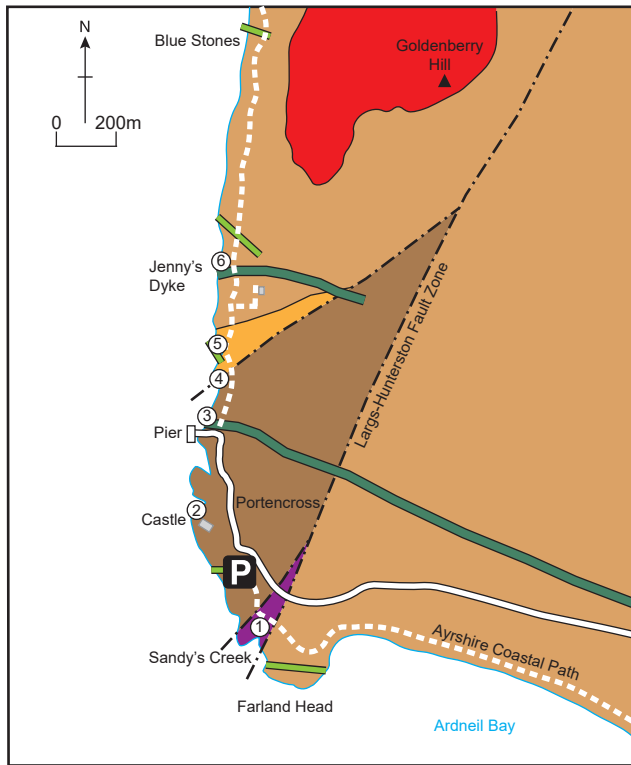 Blue Stones
Goldenberry
Hill
N
0 200m
6
Jenny's
Dyke
Largs-Hunterston Fault Zone
5
4
3
Pier
Portencross
2
Castle
P
1
Sandy's Creek
Ayrshire Coastal Path
Farland Head
Ardneil Bay